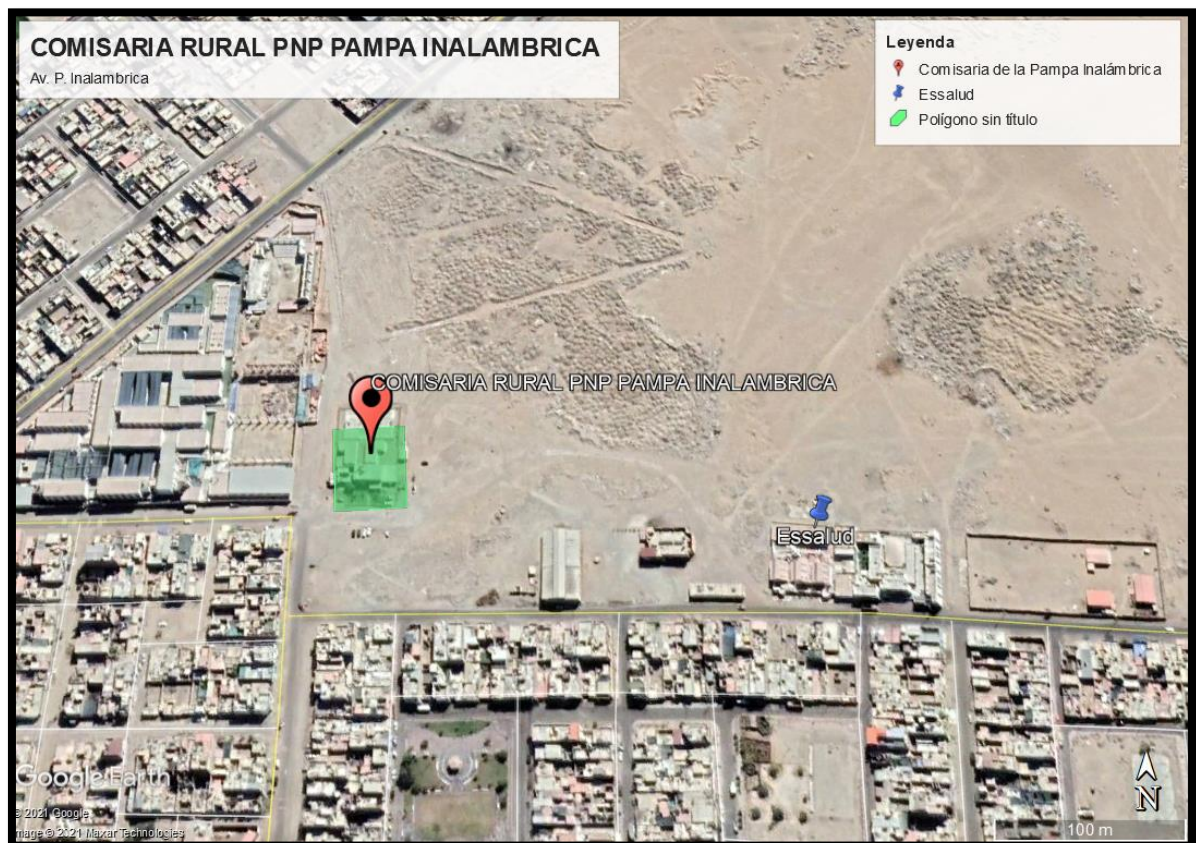 COMISARIA RURAL PNP PAMPA INALAMBRICA
Av. P. Inalambrica
Leyenda
Comisaria de la Pampa Inalámbrica
Essalud
Polígono sin título
COMISARIA RURAL PNP PAMPA INALAMBRICA
Essalud
Google Earth
© 2021 Google
mage © 2021 Maxar Technologies
N
100 m